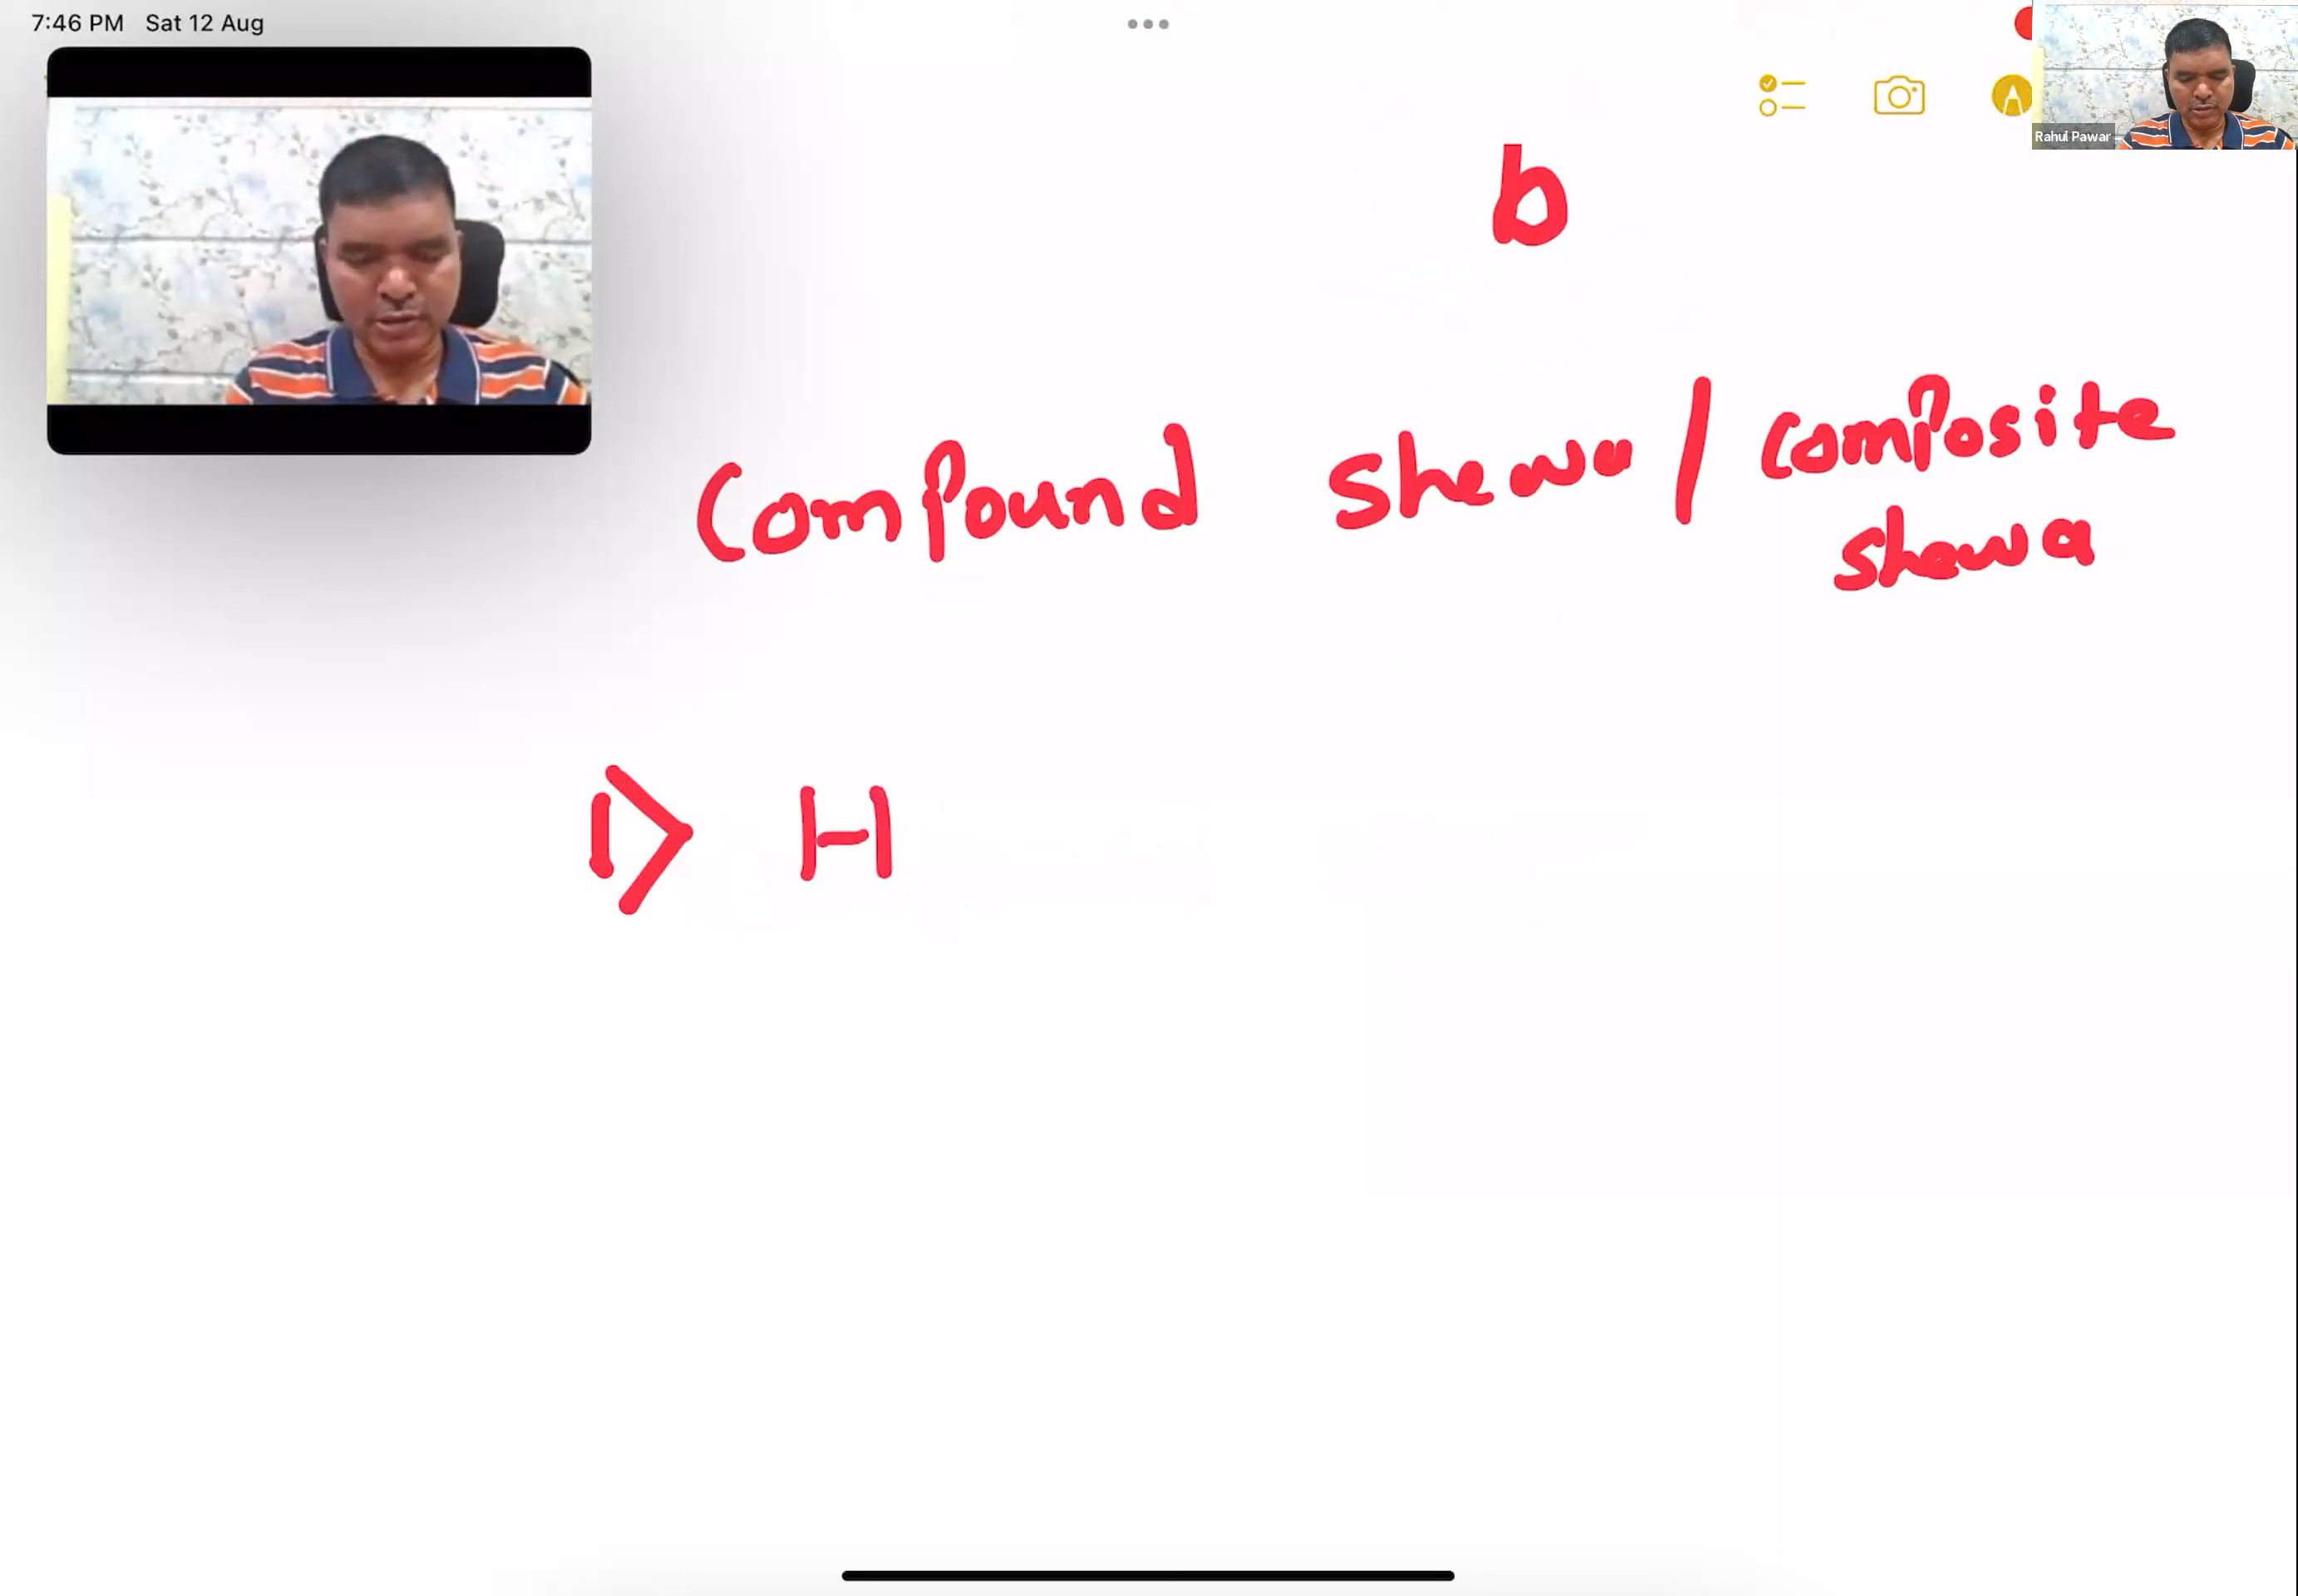 7:46 PM Sat 12 Aug
Rahul Pawar
b
Compound Shewa / Composite
Shewa
1> H